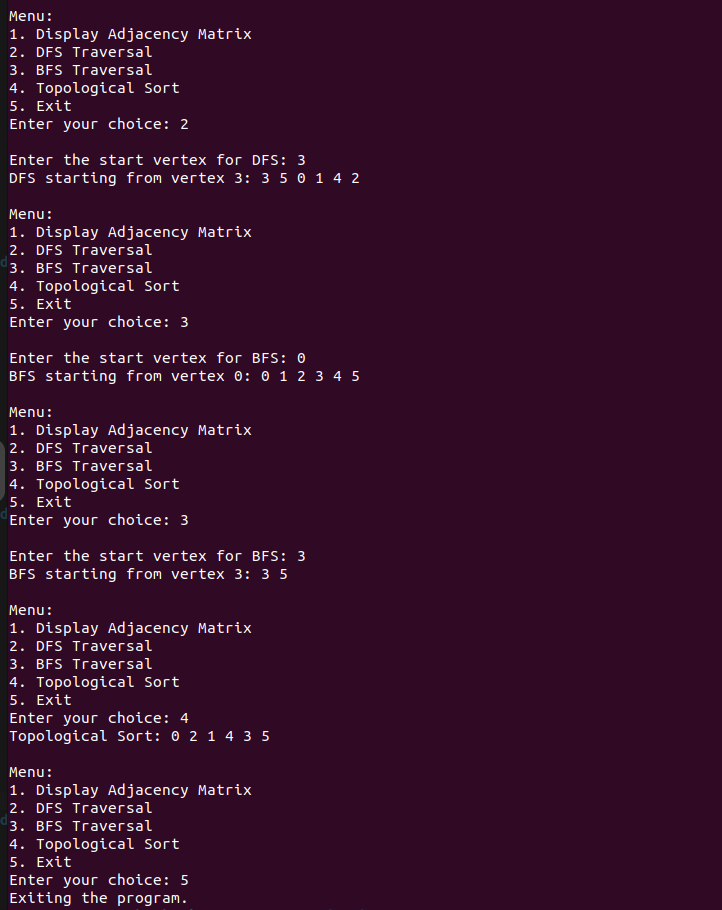 Menu:
1. Display Adjacency Matrix
2. DFS Traversal
3. BFS Traversal
4. Topological Sort
5. Exit
Enter your choice: 2
Enter the start vertex for DFS: 3
DFS starting from vertex 3: 3 5 0 1 4 2
Menu:
1. Display Adjacency Matrix
2. DFS Traversal
3. BFS Traversal
4. Topological Sort
5. Exit
Enter your choice: 3
Enter the start vertex for BFS: 0
BFS starting from vertex 0: 0 1 2 3 4 5
Menu:
1. Display Adjacency Matrix
2. DFS Traversal
3. BFS Traversal
4. Topological Sort
5. Exit
Enter your choice: 3
Enter the start vertex for BFS: 3
BFS starting from vertex 3: 3 5
Menu:
1. Display Adjacency Matrix
2. DFS Traversal
3. BFS Traversal
4. Topological Sort
5. Exit
Enter your choice: 4
Topological Sort: 0 2 1 4 3 5
Menu:
1. Display Adjacency Matrix
2. DFS Traversal
3. BFS Traversal
4. Topological Sort
5. Exit
Enter your choice: 5
Exiting the program.